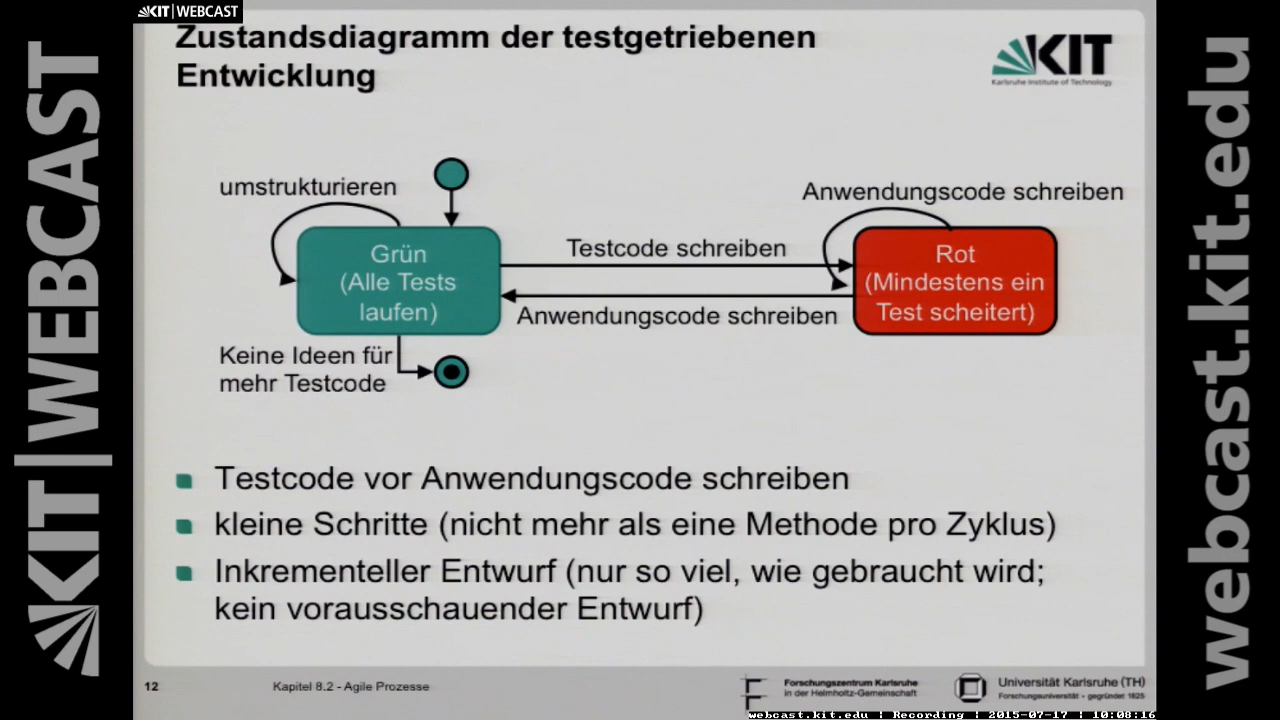 KIT | WEBCAST
Zustandsdiagramm der testgetriebenen
Entwicklung
KIT
Karlsruhe Institute of Technology
umstrukturieren
Anwendungscode schreiben
Grün
(Alle Tests
laufen)
Testcode schreiben
Anwendungscode schreiben
Rot
(Mindestens ein
Test scheitert)
Keine Ideen für
mehr Testcode
Testcode vor Anwendungscode schreiben
kleine Schritte (nicht mehr als eine Methode pro Zyklus)
Inkrementeller Entwurf (nur so viel, wie gebraucht wird;
kein vorausschauender Entwurf)
12
Kapitel 8.2 - Agile Prozesse
Forschungszentrum Karlsruhe
in der Helmholtz-Gemeinschaft
Universität Karlsruhe (TH)
Forschungsuniversität • gegründet 1825
webcast.kit.edu | Recording | 2015-07-17 | 10:08:16
KIT | WEBCAST
webcast.kit.edu